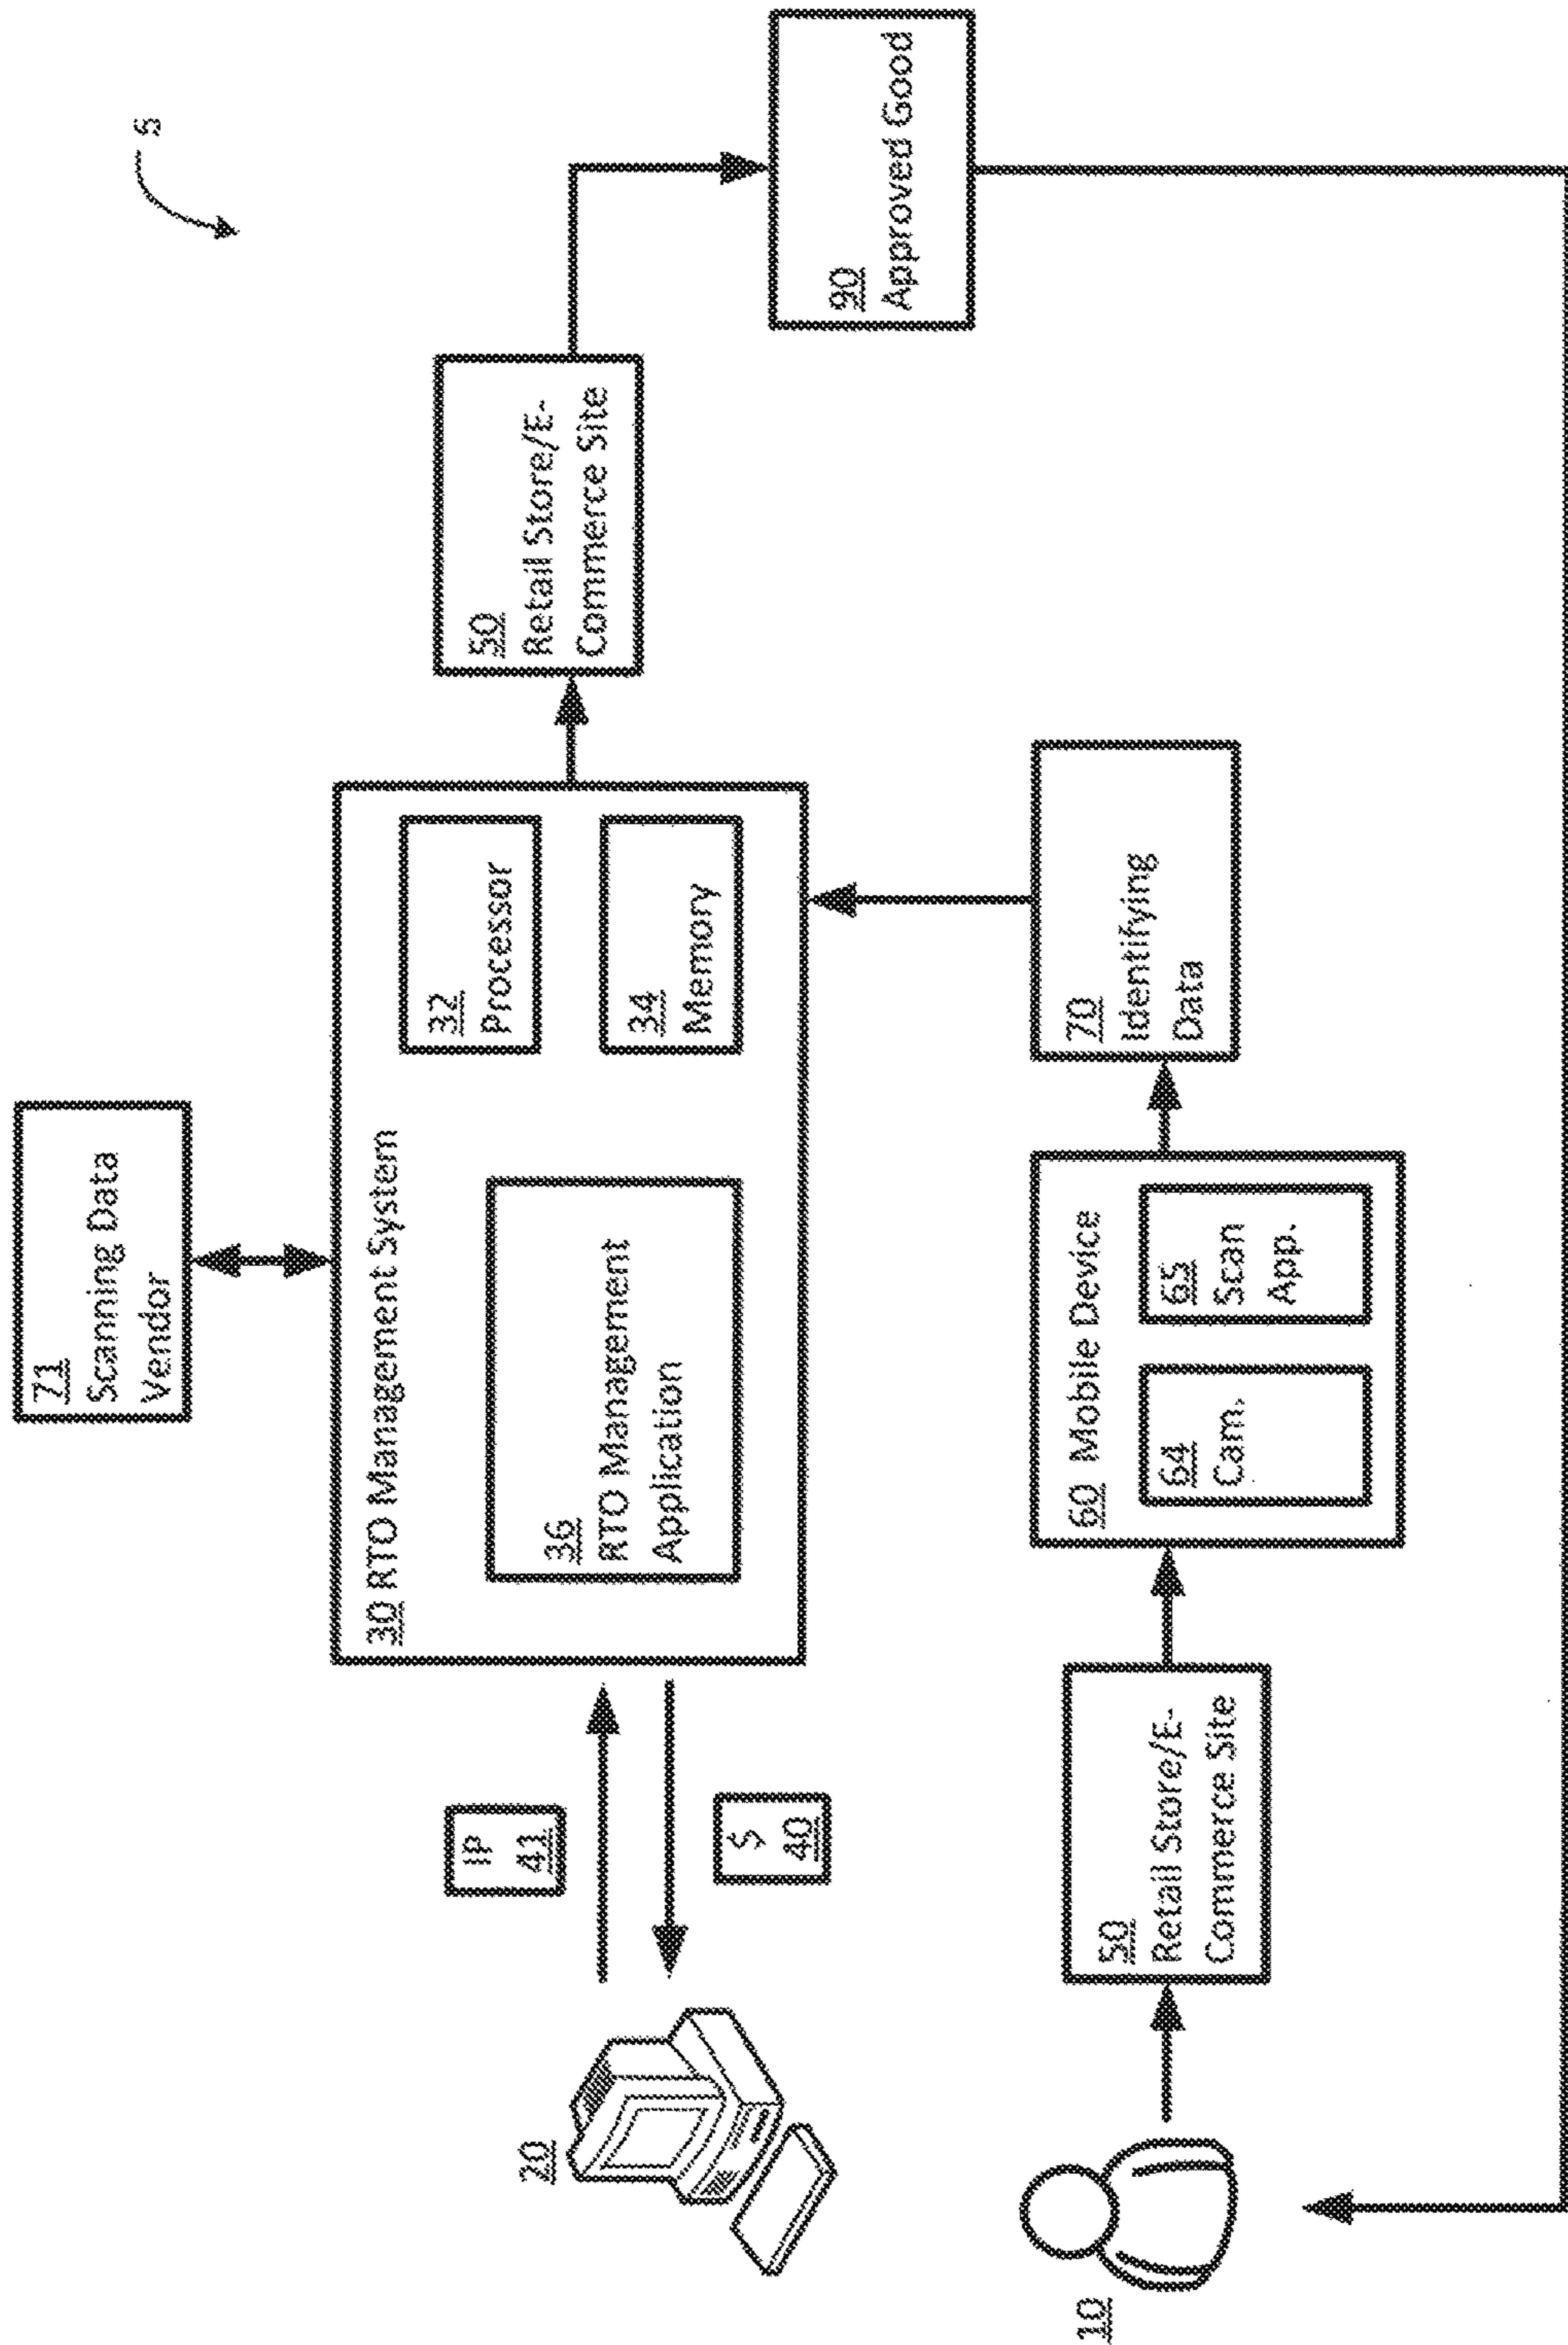 5
71
Scanning Data
Vendor
30 RTO Management System
36
RTO Management
Application
32
Processor
34
Memory
50
Retail Store/E-
Commerce Site
90
Approved Good
20
IP
41
$
40
10
50
Retail Store/E-
Commerce Site
60 Mobile Device
64
Cam.
65
Scan
App.
70
Identifying
Data